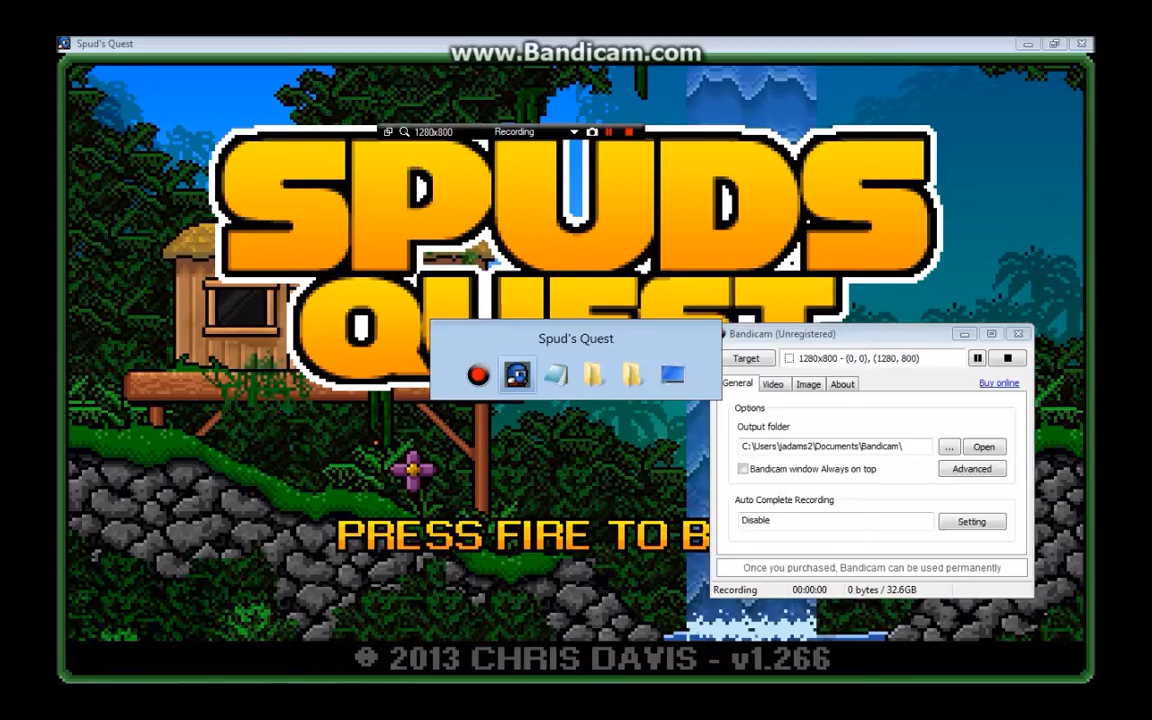 Spud's Quest
www.Bandicam.com
1280x800
Recording
SPUDS
QUEST
Spud's Quest
Bandicam (Unregistered)
Target
1280x800 - (0, 0), (1280, 800)
General
Video
Image
About
Buy online
Options
Output folder
C:\Users\jadams2\Documents\Bandicam\
...
Open
Bandicam window Always on top
Advanced
Auto Complete Recording
Disable
Setting
Once you purchased, Bandicam can be used permanently
Recording
00:00:00
0 bytes / 32.6GB
PRESS FIRE TO B
© 2013 CHRIS DAVIS - v1.266